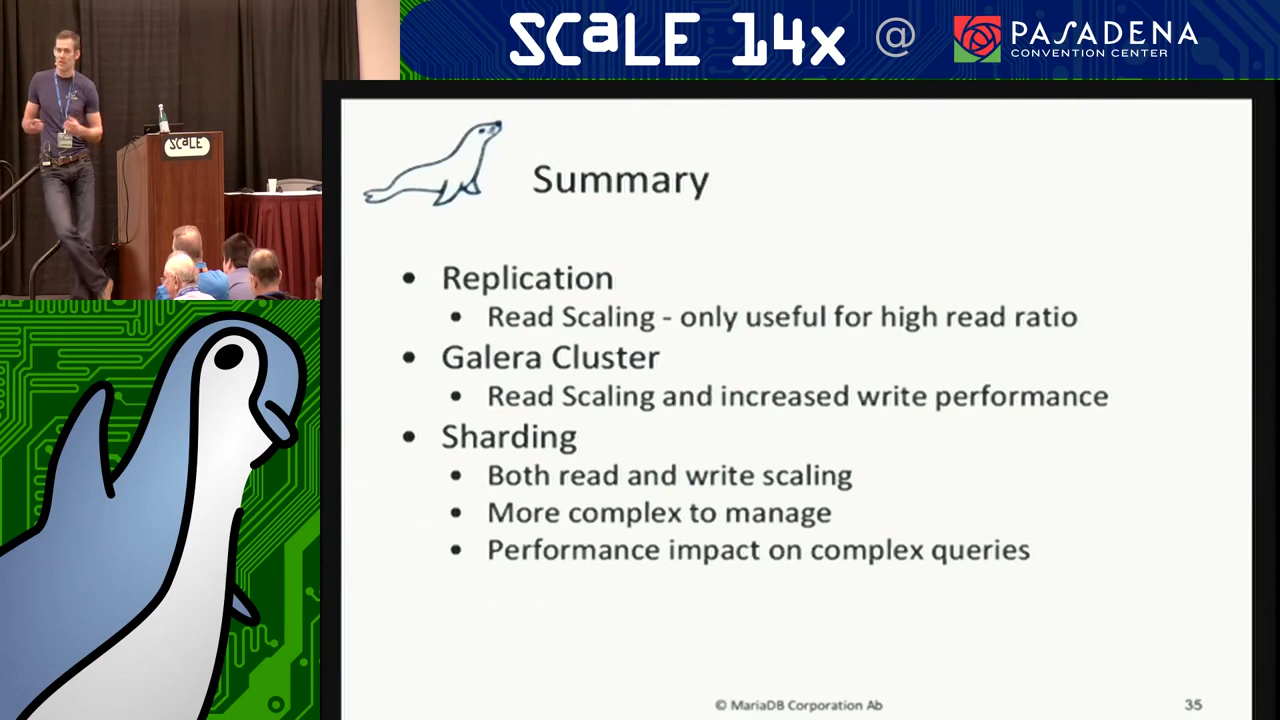 SCaLE 14x @ PASADENA
CONVENTION CENTER
SCaLE
Summary
• Replication
• Read Scaling - only useful for high read ratio
• Galera Cluster
• Read Scaling and increased write performance
• Sharding
• Both read and write scaling
• More complex to manage
• Performance impact on complex queries
© MariaDB Corporation Ab
35